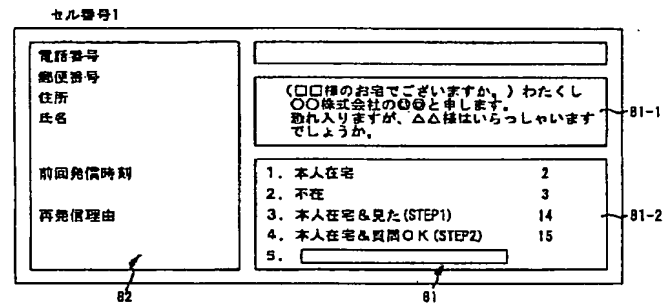 セル番号1
電話番号
郵便番号
住所
氏名
前回発信時刻
再発信理由
(□□様のお宅でございますか。)わたくし
〇〇株式会社の◎◎と申します。
恐れ入りますが、△△様はいらっしゃいます
でしょうか。
81-1
1. 本人在宅 2
2. 不在 3
3. 本人在宅&見た(STEP1) 14
4. 本人在宅&質問OK(STEP2) 15
5.
81-2
82
81